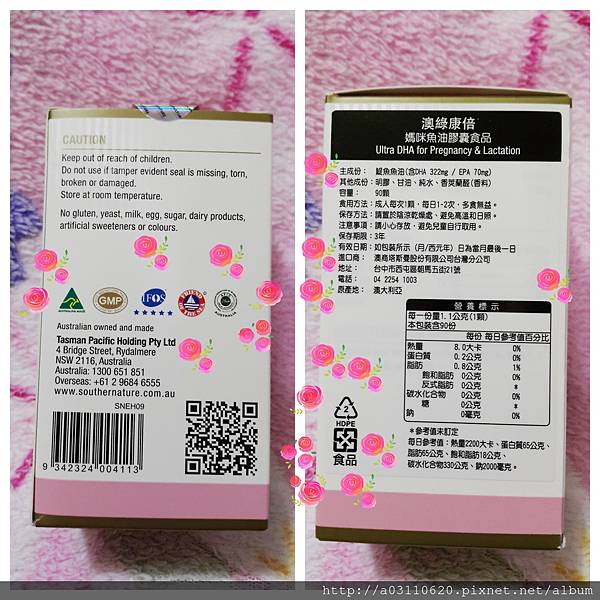 CAUTION
Keep out of reach of children.
Do not use if tamper evident seal is missing, torn,
broken or damaged.
Store at room temperature.
No gluten, yeast, milk, egg, sugar, dairy products,
artificial sweeteners or colours.
GMP
IFOS
Australian owned and made
Tasman Pacific Holding Pty Ltd
4 Bridge Street, Rydalmere
NSW 2116, Australia
Australia: 1300 651 851
Overseas: +61 2 9684 6555
www.southernature.com.au
SNEH09
9 342324 004113
澳綠康倍®
媽咪魚油膠囊食品
Ultra DHA for Pregnancy & Lactation
主成份： 鯷魚魚油(含DHA 322mg / EPA 70mg)
其他成份：明膠、甘油、純水、香莢蘭醛(香料)
容量： 90顆
食用方法：成人每次1顆，每日1-2次，多食無益。
保存方法：請置於陰涼乾燥處、避免高溫和日照。
注意事項：請小心存放，避免兒童自行取用。
保存期限：3年
有效日期：如包裝所示（月/西元年）日為當月最後一日
進口商： 澳商塔斯曼股份有限公司台灣分公司
地址： 台中市西屯區朝馬五街21號
電話： 04 2254 1003
原產地： 澳大利亞
營養標示
每一份量1.1公克(1顆)
本包裝含90份
每份 每日參考值百分比
熱量 8.0大卡 0%
蛋白質 0.2公克 0%
脂肪 0.8公克 1%
飽和脂肪 0公克 0%
反式脂肪 0公克 *
碳水化合物 0公克 0%
糖 0公克 *
鈉 0毫克 0%
*參考值未訂定
每日參考值：熱量2200大卡、蛋白質65公克、
脂肪65公克、飽和脂肪18公克、
碳水化合物330公克、鈉2000毫克。
2
HDPE
食品
http://a03110620.pixnet.net/album